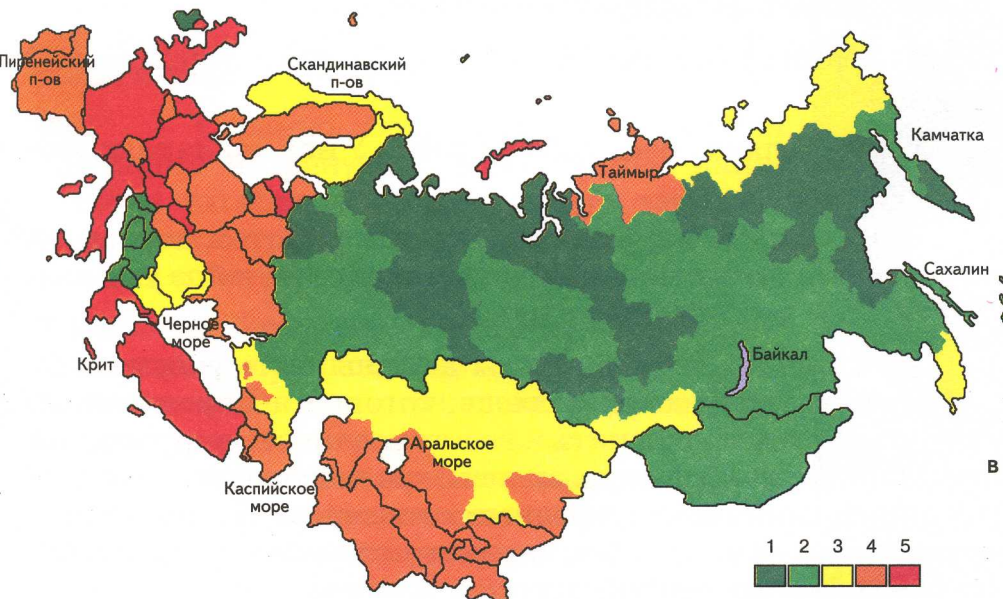 Пиренейский
п-ов
Скандинавский
п-ов
Камчатка
Таймыр
Сахалин
Черное
море
Байкал
Крит
Аральское
море
Каспийское
море
В
1 2 3 4 5